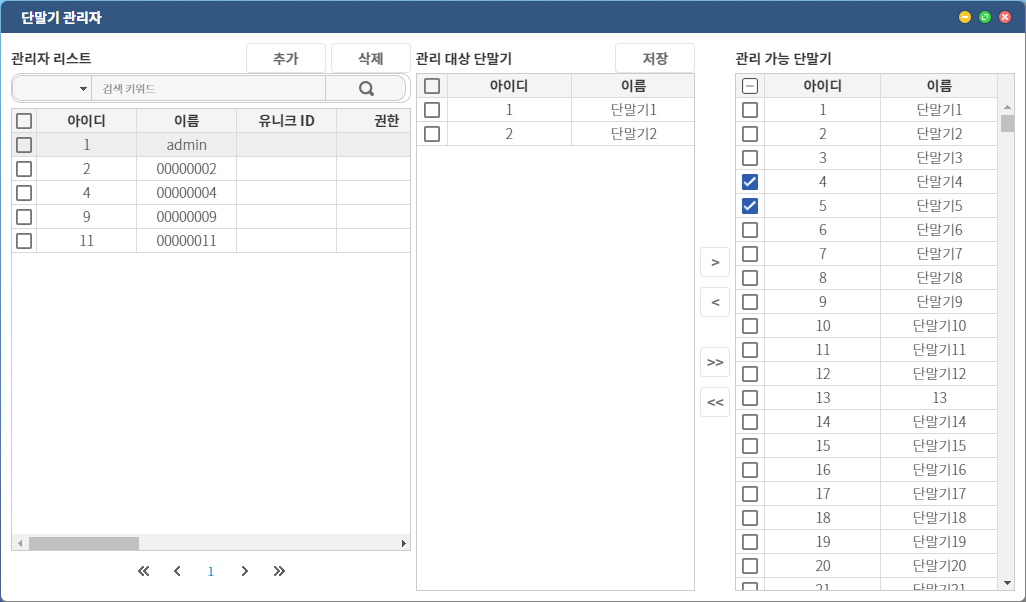 단말기 관리자
관리자 리스트 추가 삭제
검색 키워드
아이디 이름 유니크 ID 권한
1 admin
2 00000002
4 00000004
9 00000009
11 00000011
1
관리 대상 단말기 저장
아이디 이름
1 단말기1
2 단말기2
>
<
>>
<<
관리 가능 단말기
아이디 이름
1 단말기1
2 단말기2
3 단말기3
4 단말기4
5 단말기5
6 단말기6
7 단말기7
8 단말기8
9 단말기9
10 단말기10
11 단말기11
12 단말기12
13 13
14 단말기14
15 단말기15
16 단말기16
17 단말기17
18 단말기18
19 단말기19
20 단말기20
21 단말기21